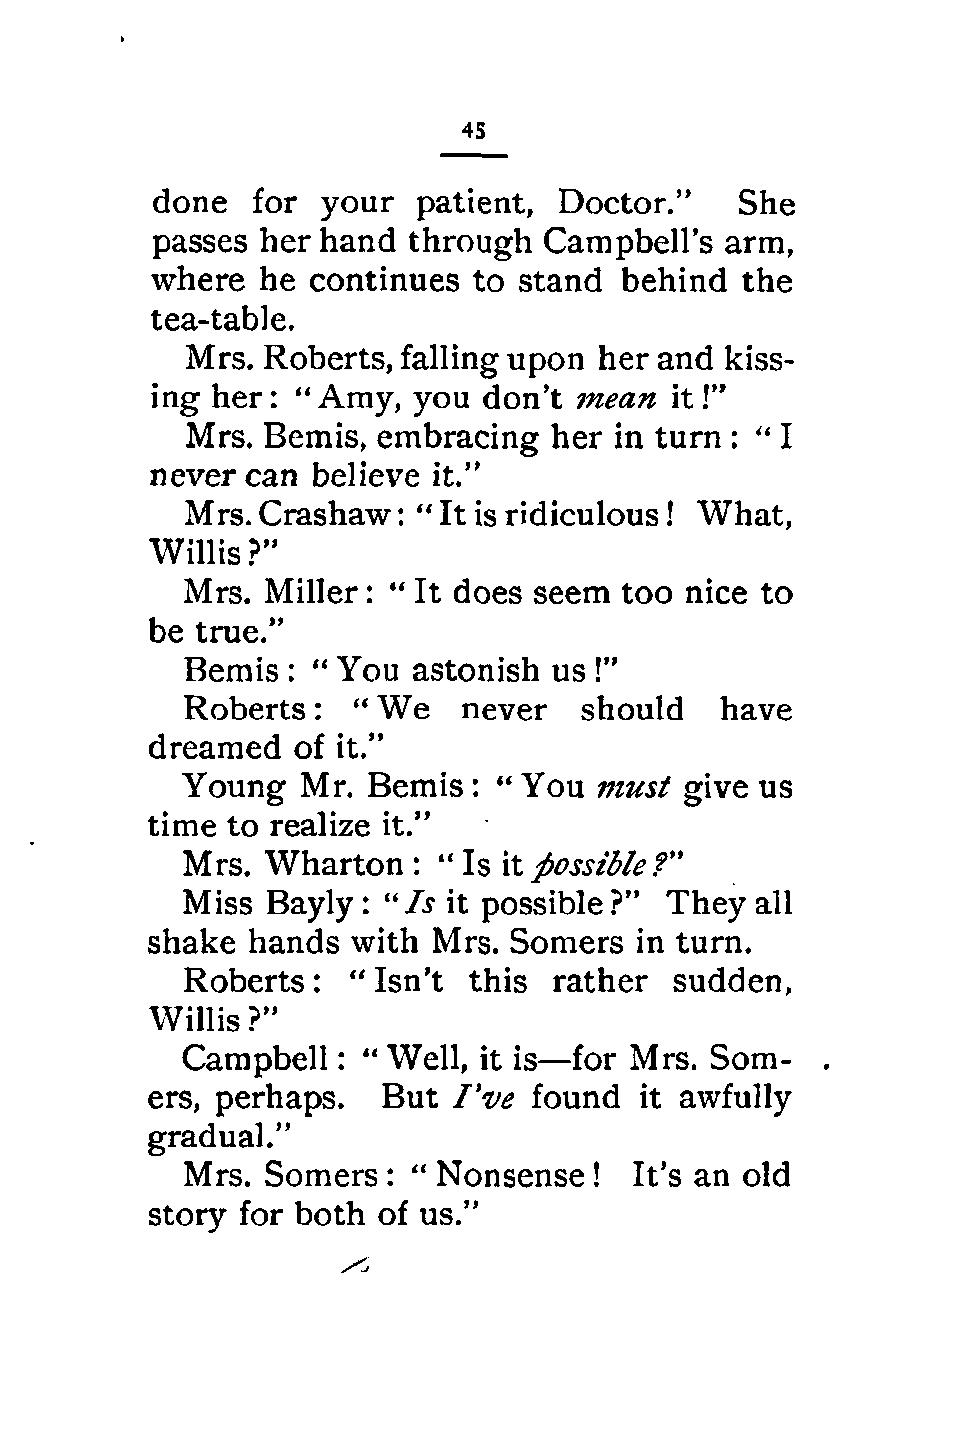 45
done for your patient, Doctor." She
passes her hand through Campbell's arm,
where he continues to stand behind the
tea-table.
Mrs. Roberts, falling upon her and kiss-
ing her: "Amy, you don't mean it!"
Mrs. Bemis, embracing her in turn: "I
never can believe it."
Mrs. Crashaw: "It is ridiculous! What,
Willis?"
Mrs. Miller: "It does seem too nice to
be true."
Bemis: "You astonish us!"
Roberts: "We never should have
dreamed of it."
Young Mr. Bemis: "You must give us
time to realize it."
Mrs. Wharton: "Is it possible?"
Miss Bayly: "Is it possible?" They all
shake hands with Mrs. Somers in turn.
Roberts: "Isn't this rather sudden,
Willis?"
Campbell: "Well, it is—for Mrs. Som-
ers, perhaps. But I've found it awfully
gradual."
Mrs. Somers: "Nonsense! It's an old
story for both of us."